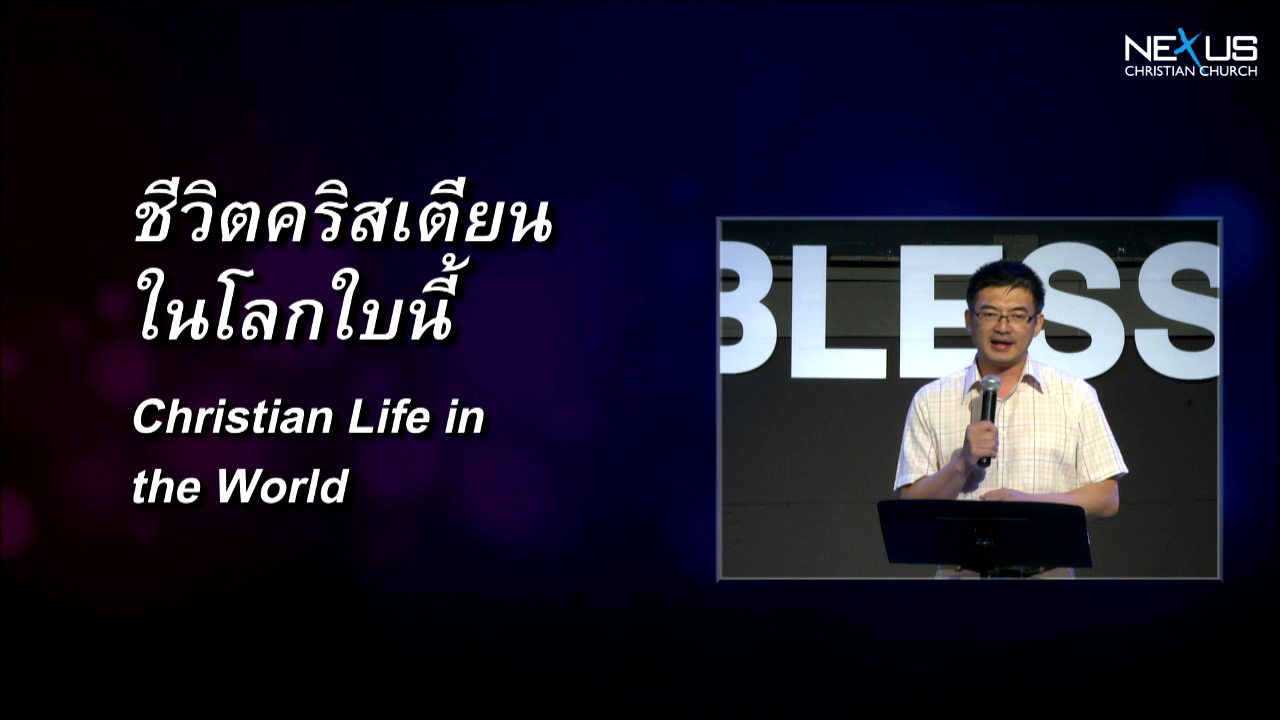 NEXUS
CHRISTIAN CHURCH
ชีวิตคริสเตียน
ในโลกใบนี้
Christian Life in
the World
BLESS